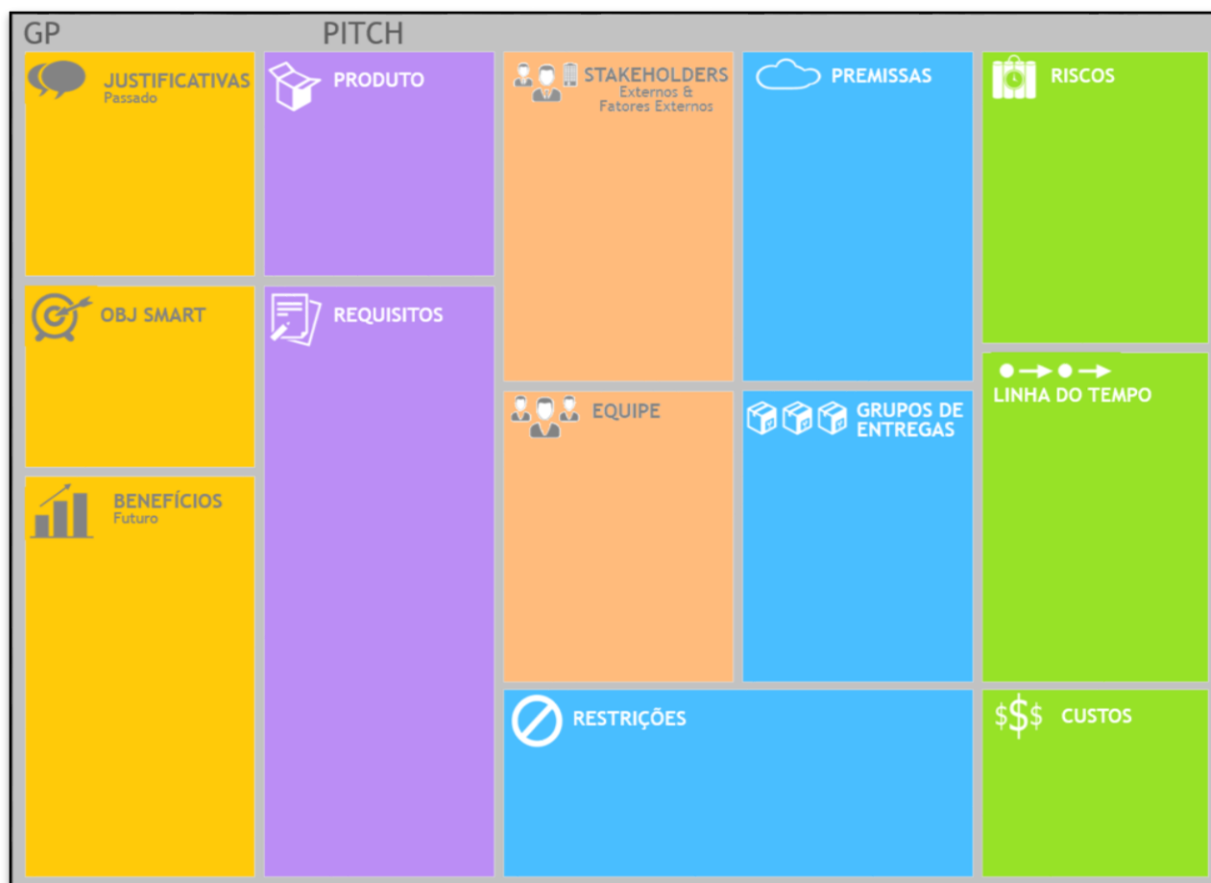 GP
PITCH
JUSTIFICATIVAS
Passado
PRODUTO
STAKEHOLDERS
Externos &
Fatores Externos
PREMISSAS
RISCOS
OBJ SMART
REQUISITOS
LINHA DO TEMPO
EQUIPE
GRUPOS DE
ENTREGAS
BENEFÍCIOS
Futuro
RESTRIÇÕES
$$$ CUSTOS